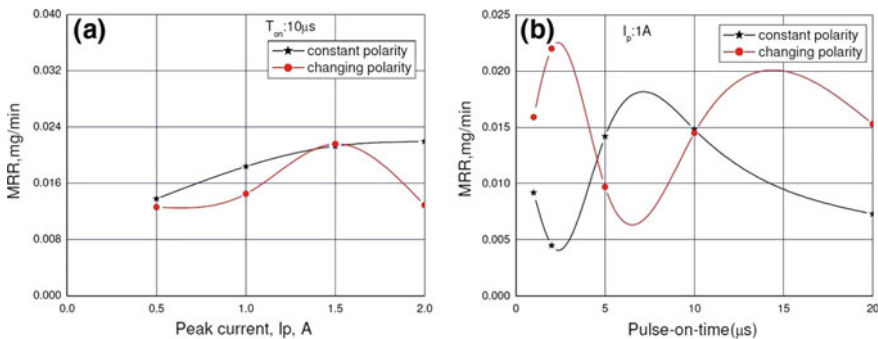 (a)
T_on:10μs
constant polarity
changing polarity
MRR,mg/min
0.040
0.032
0.024
0.016
0.008
0.000
0.0 0.5 1.0 1.5 2.0
Peak current, Ip, A
(b)
I_p:1A
constant polarity
changing polarity
MRR,mg/min
0.025
0.020
0.015
0.010
0.005
0.000
0 5 10 15 20
Pulse-on-time(μs)